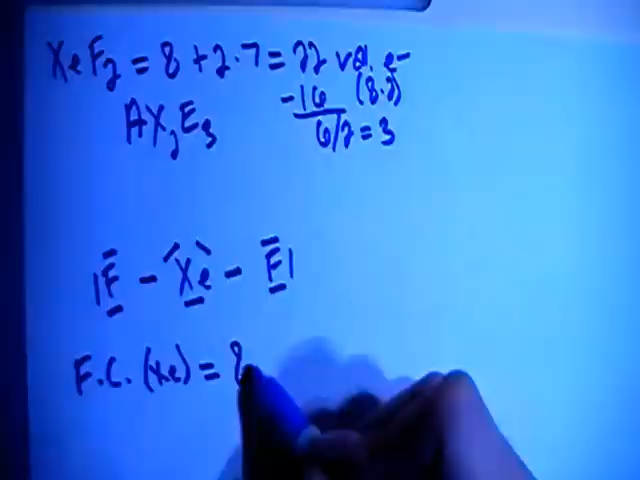 XeF₂ = 8 + 2·7 = 22 val. e⁻
AX₂E₃
-16 (8·2)
6/2 = 3
|F - Xe - F|
F.C. (Xe) = 8